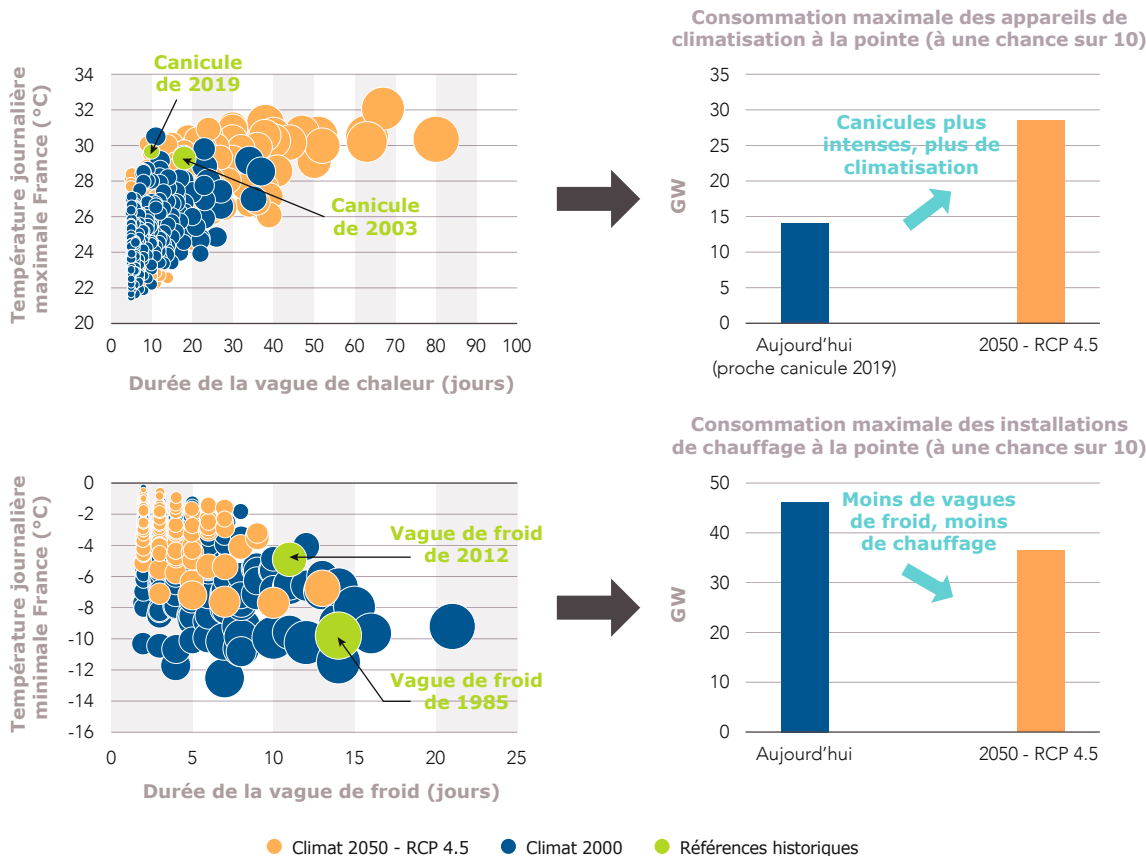 Consommation maximale des appareils de
climatisation à la pointe (à une chance sur 10)
Température journalière
maximale France (°C)
34
32
30
28
26
24
22
20
Canicule
de 2019
Canicule
de 2003
0 10 20 30 40 50 60 70 80 90 100
Durée de la vague de chaleur (jours)
GW
35
30
25
20
15
10
5
0
Canicules plus
intenses, plus de
climatisation
Aujourd'hui
(proche canicule 2019)
2050 - RCP 4.5
Consommation maximale des installations
de chauffage à la pointe (à une chance sur 10)
Température journalière
minimale France (°C)
0
-2
-4
-6
-8
-10
-12
-14
-16
Vague de froid
de 2012
Vague de froid
de 1985
0 5 10 15 20 25
Durée de la vague de froid (jours)
GW
50
40
30
20
10
0
Moins de vagues
de froid, moins
de chauffage
Aujourd'hui
2050 - RCP 4.5
Climat 2050 - RCP 4.5 Climat 2000 Références historiques